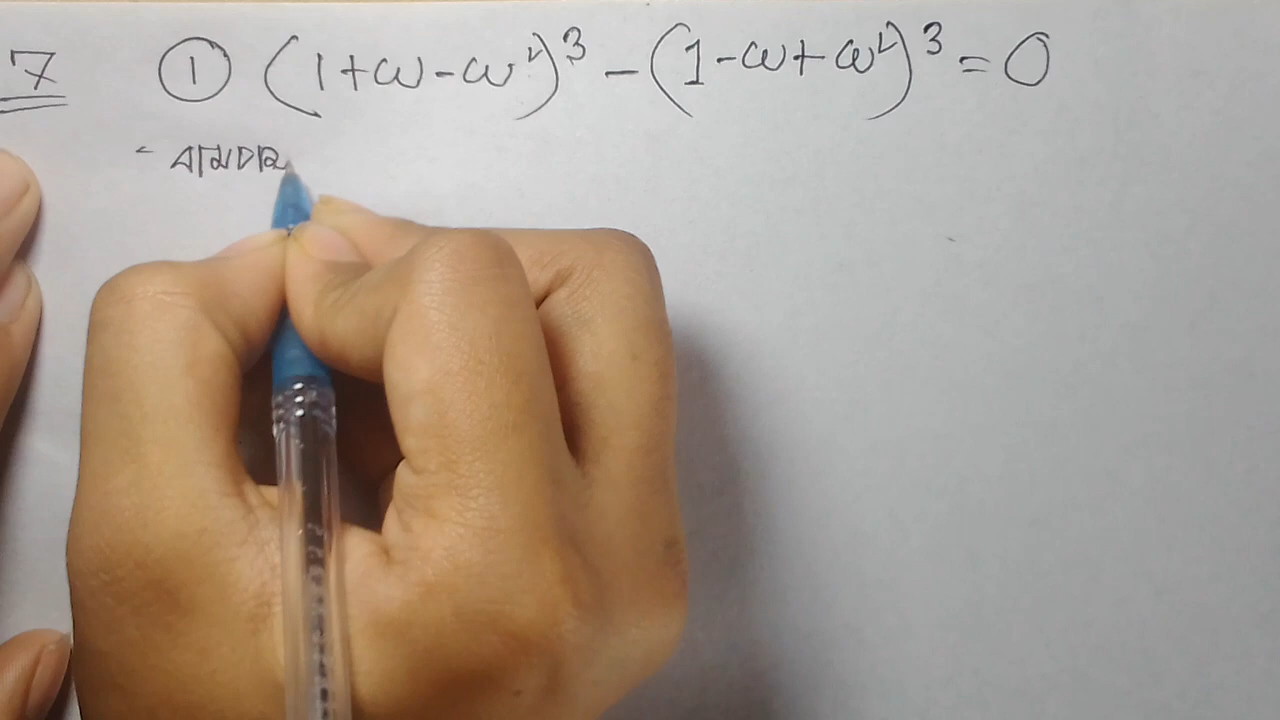 7 ① (1+ω-ω²)³ - (1-ω+ω²)³ = 0